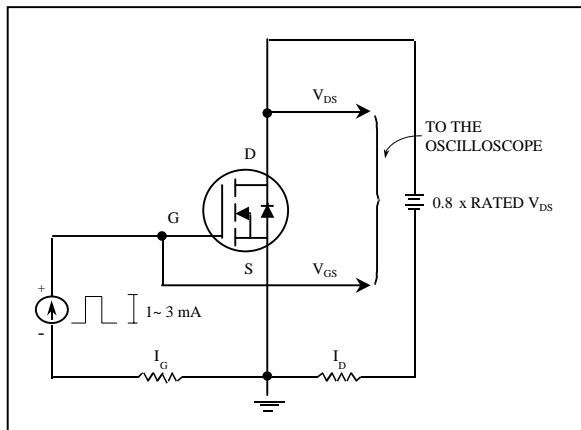 V_DS
TO THE
OSCILLOSCOPE
D
0.8 x RATED V_DS
G
S
V_GS
+
1~ 3 mA
-
I_G
I_D